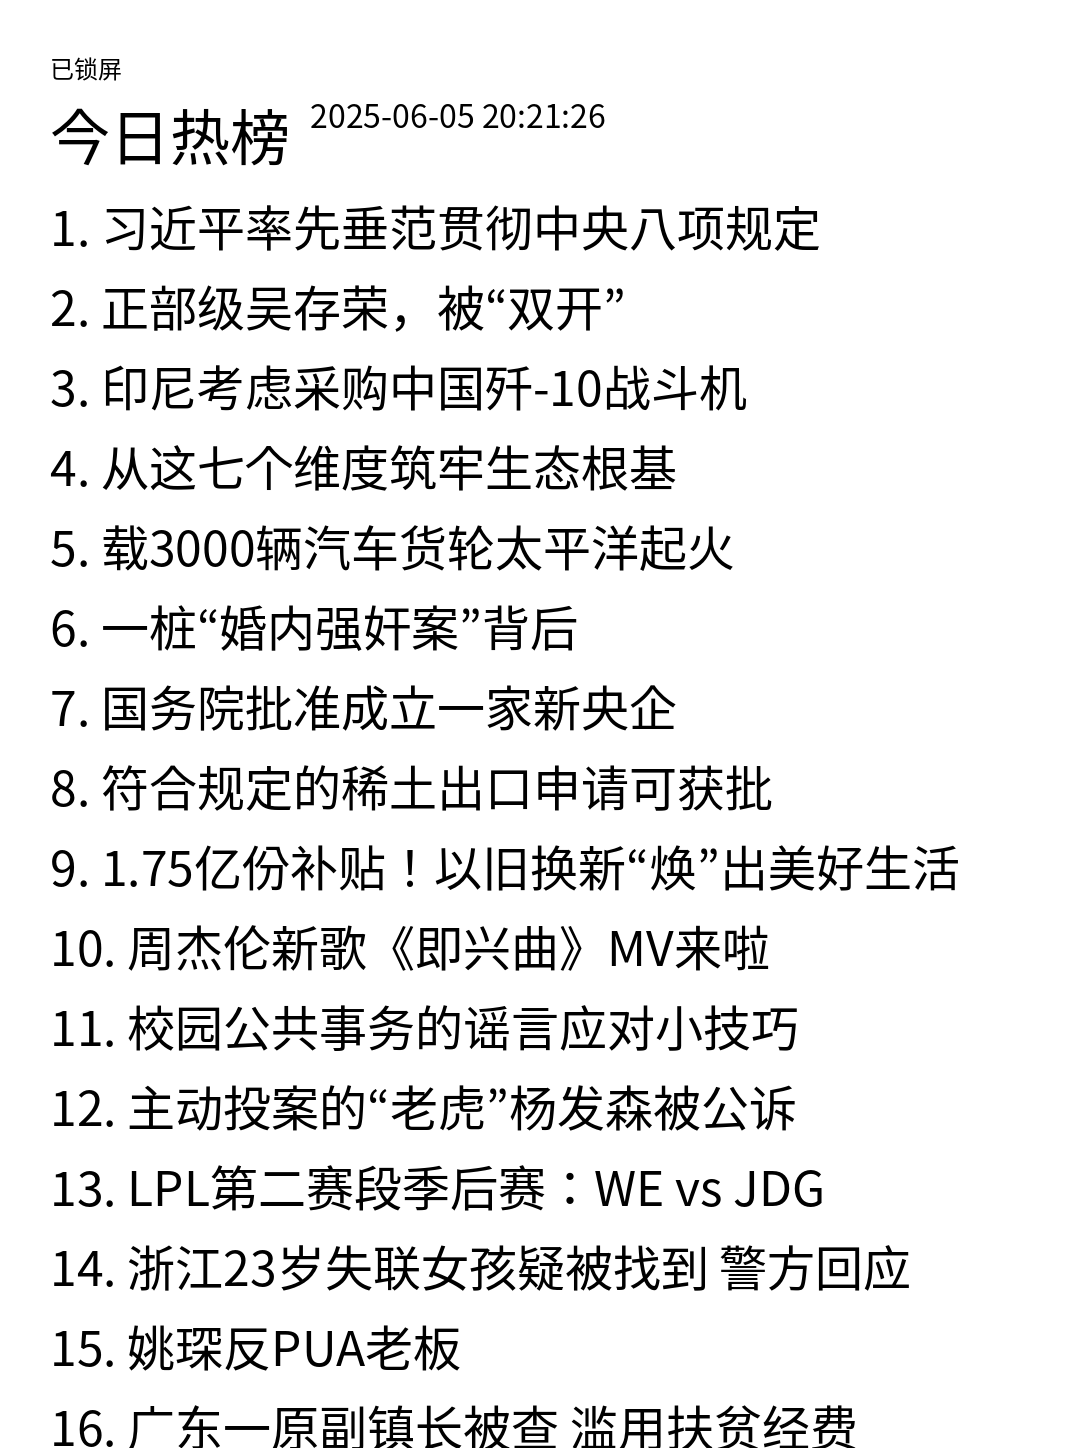 已锁屏
今日热榜 2025-06-05 20:21:26
1. 习近平率先垂范贯彻中央八项规定
2. 正部级吴存荣，被“双开”
3. 印尼考虑采购中国歼-10战斗机
4. 从这七个维度筑牢生态根基
5. 载3000辆汽车货轮太平洋起火
6. 一桩“婚内强奸案”背后
7. 国务院批准成立一家新央企
8. 符合规定的稀土出口申请可获批
9. 1.75亿份补贴！以旧换新“焕”出美好生活
10. 周杰伦新歌《即兴曲》MV来啦
11. 校园公共事务的谣言应对小技巧
12. 主动投案的“老虎”杨发森被公诉
13. LPL第二赛段季后赛：WE vs JDG
14. 浙江23岁失联女孩疑被找到 警方回应
15. 姚琛反PUA老板
16. 广东一原副镇长被查 滥用扶贫经费